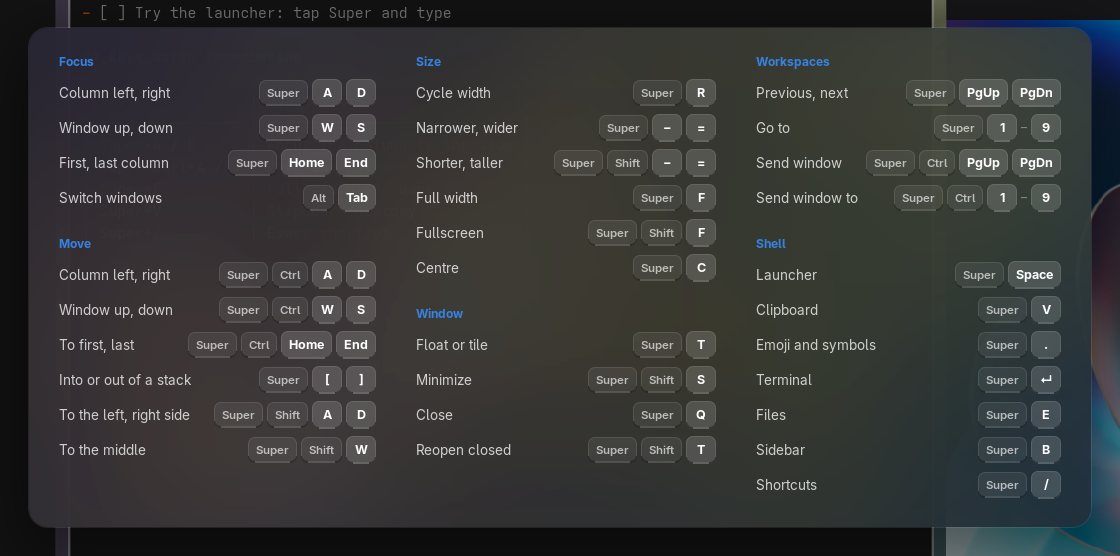 – [ ] Try the launcher: tap Super and type
Focus
Column left, right Super A D
Window up, down Super W S
First, last column Super Home End
Switch windows Alt Tab
Move
Column left, right Super Ctrl A D
Window up, down Super Ctrl W S
To first, last Super Ctrl Home End
Into or out of a stack Super [ ]
To the left, right side Super Shift A D
To the middle Super Shift W
Size
Cycle width Super R
Narrower, wider Super − =
Shorter, taller Super Shift − =
Full width Super F
Fullscreen Super Shift F
Centre Super C
Window
Float or tile Super T
Minimize Super Shift S
Close Super Q
Reopen closed Super Shift T
Workspaces
Previous, next Super PgUp PgDn
Go to Super 1 – 9
Send window Super Ctrl PgUp PgDn
Send window to Super Ctrl 1 – 9
Shell
Launcher Super Space
Clipboard Super V
Emoji and symbols Super .
Terminal Super ↵
Files Super E
Sidebar Super B
Shortcuts Super /